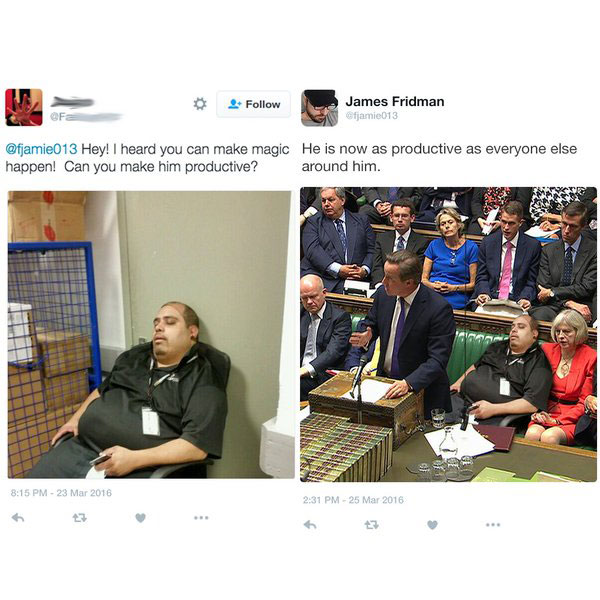 @F
Follow
@fjamie013 Hey! I heard you can make magic
happen! Can you make him productive?
8:15 PM - 23 Mar 2016
James Fridman
@fjamie013
He is now as productive as everyone else
around him.
2:31 PM - 25 Mar 2016